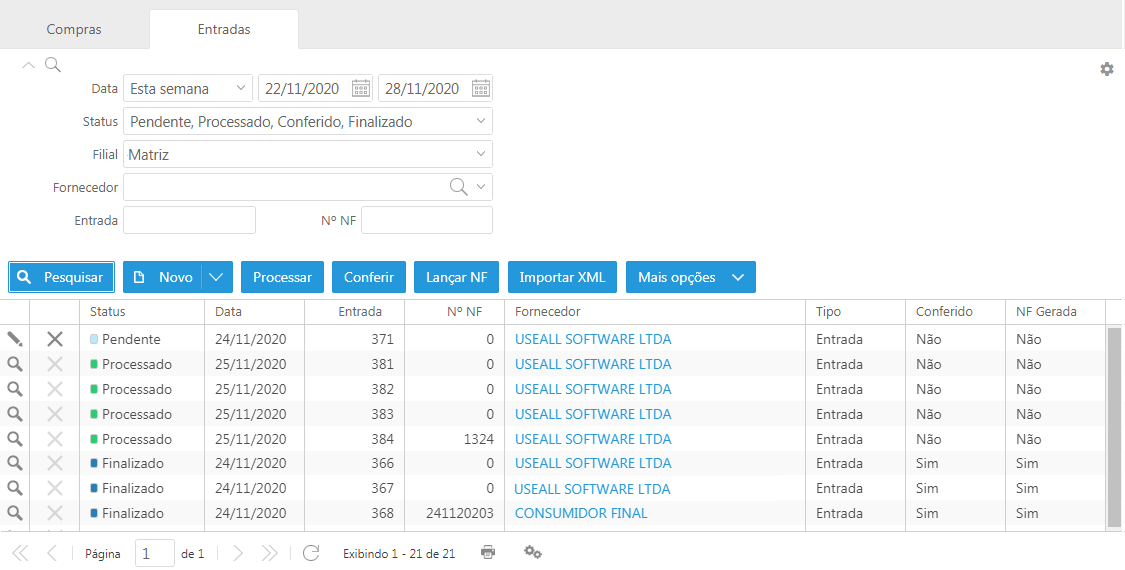 Compras Entradas
Data Esta semana 22/11/2020 28/11/2020
Status Pendente, Processado, Conferido, Finalizado
Filial Matriz
Fornecedor
Entrada Nº NF
Pesquisar Novo Processar Conferir Lançar NF Importar XML Mais opções
Status Data Entrada Nº NF Fornecedor Tipo Conferido NF Gerada
Pendente 24/11/2020 371 0 USEALL SOFTWARE LTDA Entrada Não Não
Processado 25/11/2020 381 0 USEALL SOFTWARE LTDA Entrada Não Não
Processado 25/11/2020 382 0 USEALL SOFTWARE LTDA Entrada Não Não
Processado 25/11/2020 383 0 USEALL SOFTWARE LTDA Entrada Não Não
Processado 25/11/2020 384 1324 USEALL SOFTWARE LTDA Entrada Não Não
Finalizado 24/11/2020 366 0 USEALL SOFTWARE LTDA Entrada Sim Sim
Finalizado 24/11/2020 367 0 USEALL SOFTWARE LTDA Entrada Sim Sim
Finalizado 24/11/2020 368 241120203 CONSUMIDOR FINAL Entrada Sim Sim
Página 1 de 1 Exibindo 1 - 21 de 21